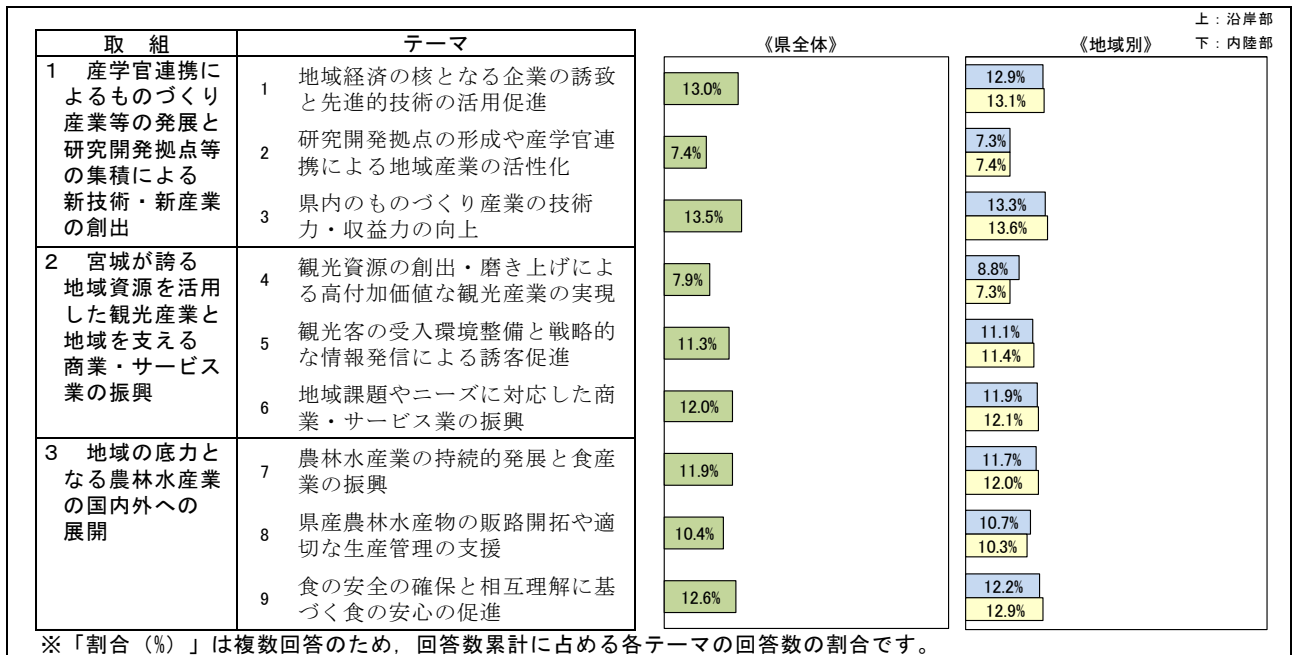 上：沿岸部
下：内陸部
取　組
テーマ
《県全体》
《地域別》
1　産学官連携に
よるものづくり
産業等の発展と
研究開発拠点等
の集積による
新技術・新産業
の創出
1
地域経済の核となる企業の誘致
と先進的技術の活用促進
13.0%
12.9%
13.1%
2
研究開発拠点の形成や産学官連
携による地域産業の活性化
7.4%
7.3%
7.4%
3
県内のものづくり産業の技術
力・収益力の向上
13.5%
13.3%
13.6%
2　宮城が誇る
地域資源を活用
した観光産業と
地域を支える
商業・サービス
業の振興
4
観光資源の創出・磨き上げによ
る高付加価値な観光産業の実現
7.9%
8.8%
7.3%
5
観光客の受入環境整備と戦略的
な情報発信による誘客促進
11.3%
11.1%
11.4%
6
地域課題やニーズに対応した商
業・サービス業の振興
12.0%
11.9%
12.1%
3　地域の底力と
なる農林水産業
の国内外への
展開
7
農林水産業の持続的発展と食産
業の振興
11.9%
11.7%
12.0%
8
県産農林水産物の販路開拓や適
切な生産管理の支援
10.4%
10.7%
10.3%
9
食の安全の確保と相互理解に基
づく食の安心の促進
12.6%
12.2%
12.9%
※「割合（%）」は複数回答のため，回答数累計に占める各テーマの回答数の割合です。